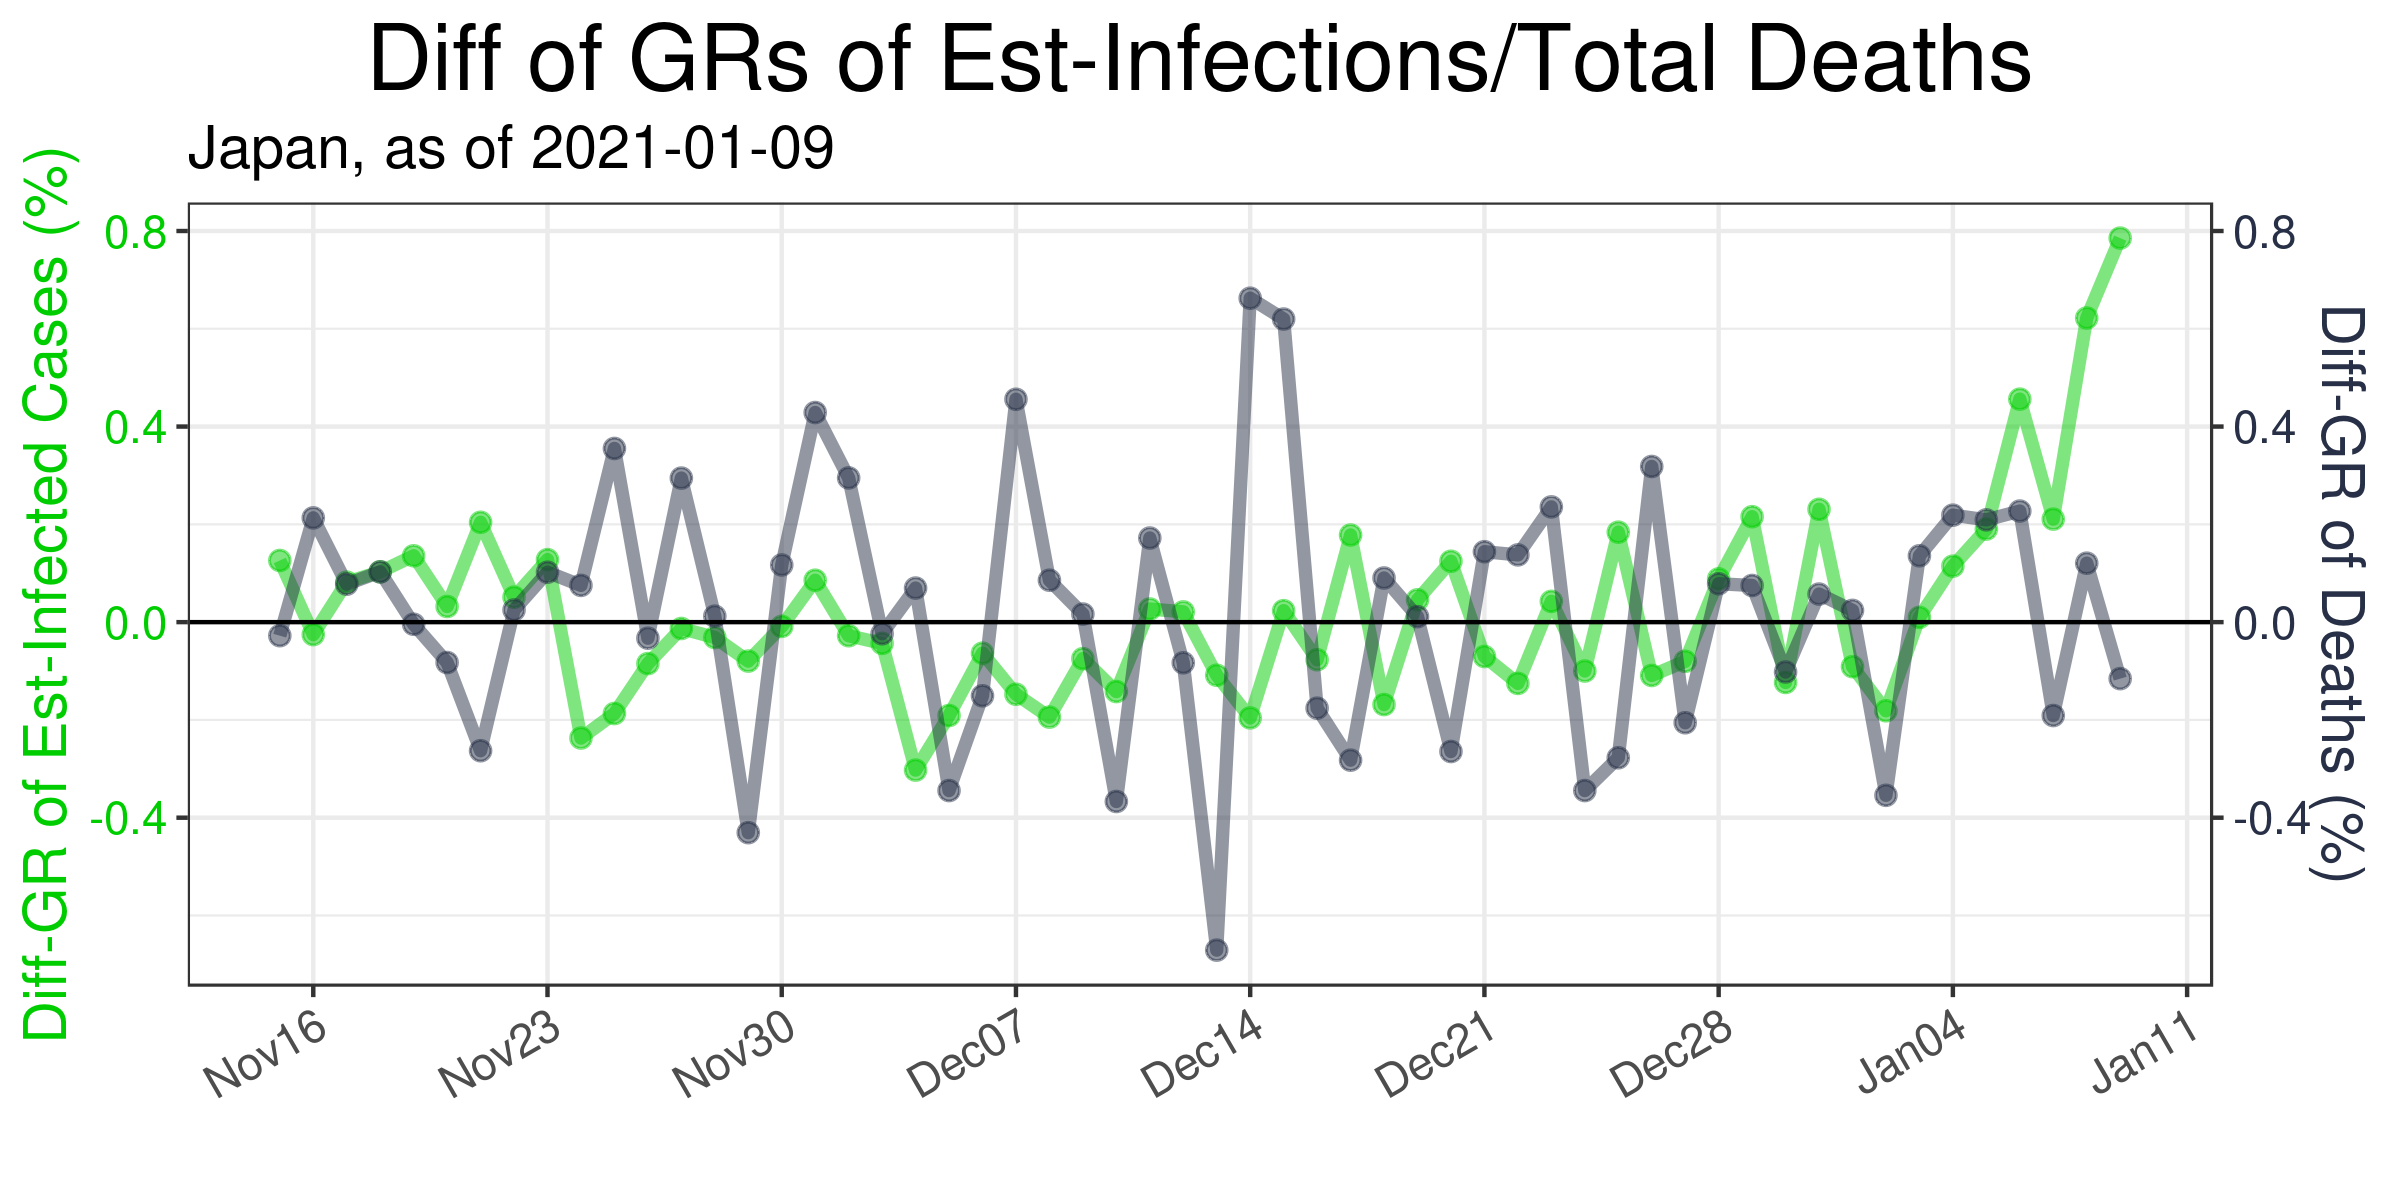 Diff of GRs of Est-Infections/Total Deaths
Japan, as of 2021-01-09
Diff-GR of Est-Infected Cases (%)
0.8
0.4
0.0
-0.4
0.8
0.4
0.0
-0.4
Diff-GR of Deaths (%)
Nov16
Nov23
Nov30
Dec07
Dec14
Dec21
Dec28
Jan04
Jan11